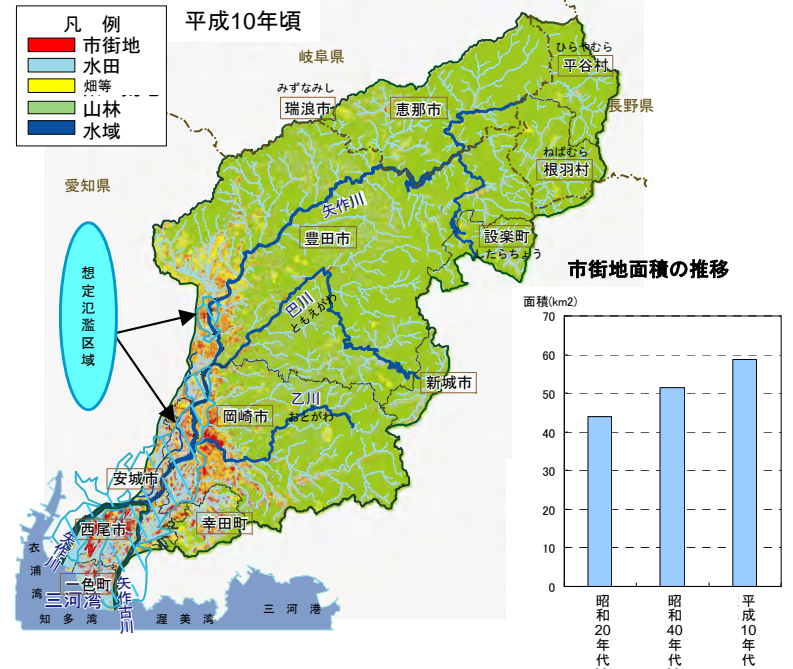 平成10年頃
凡 例
市街地
水田
畑等
山林
水域
岐阜県
ひらやむら
平谷村
みずなみし
瑞浪市
恵那市
長野県
ねばむら
根羽村
愛知県
矢作川
豊田市
設楽町
したらちょう
想定氾濫区域
巴川
ともえがわ
新城市
乙川
おとがわ
岡崎市
安城市
西尾市
幸田町
矢作川
一色町
矢作古川
衣浦湾
三河湾
知多湾
渥美湾
三河港
市街地面積の推移
面積(km2)
70
60
50
40
30
20
10
0
昭和20年代
昭和40年代
平成10年代